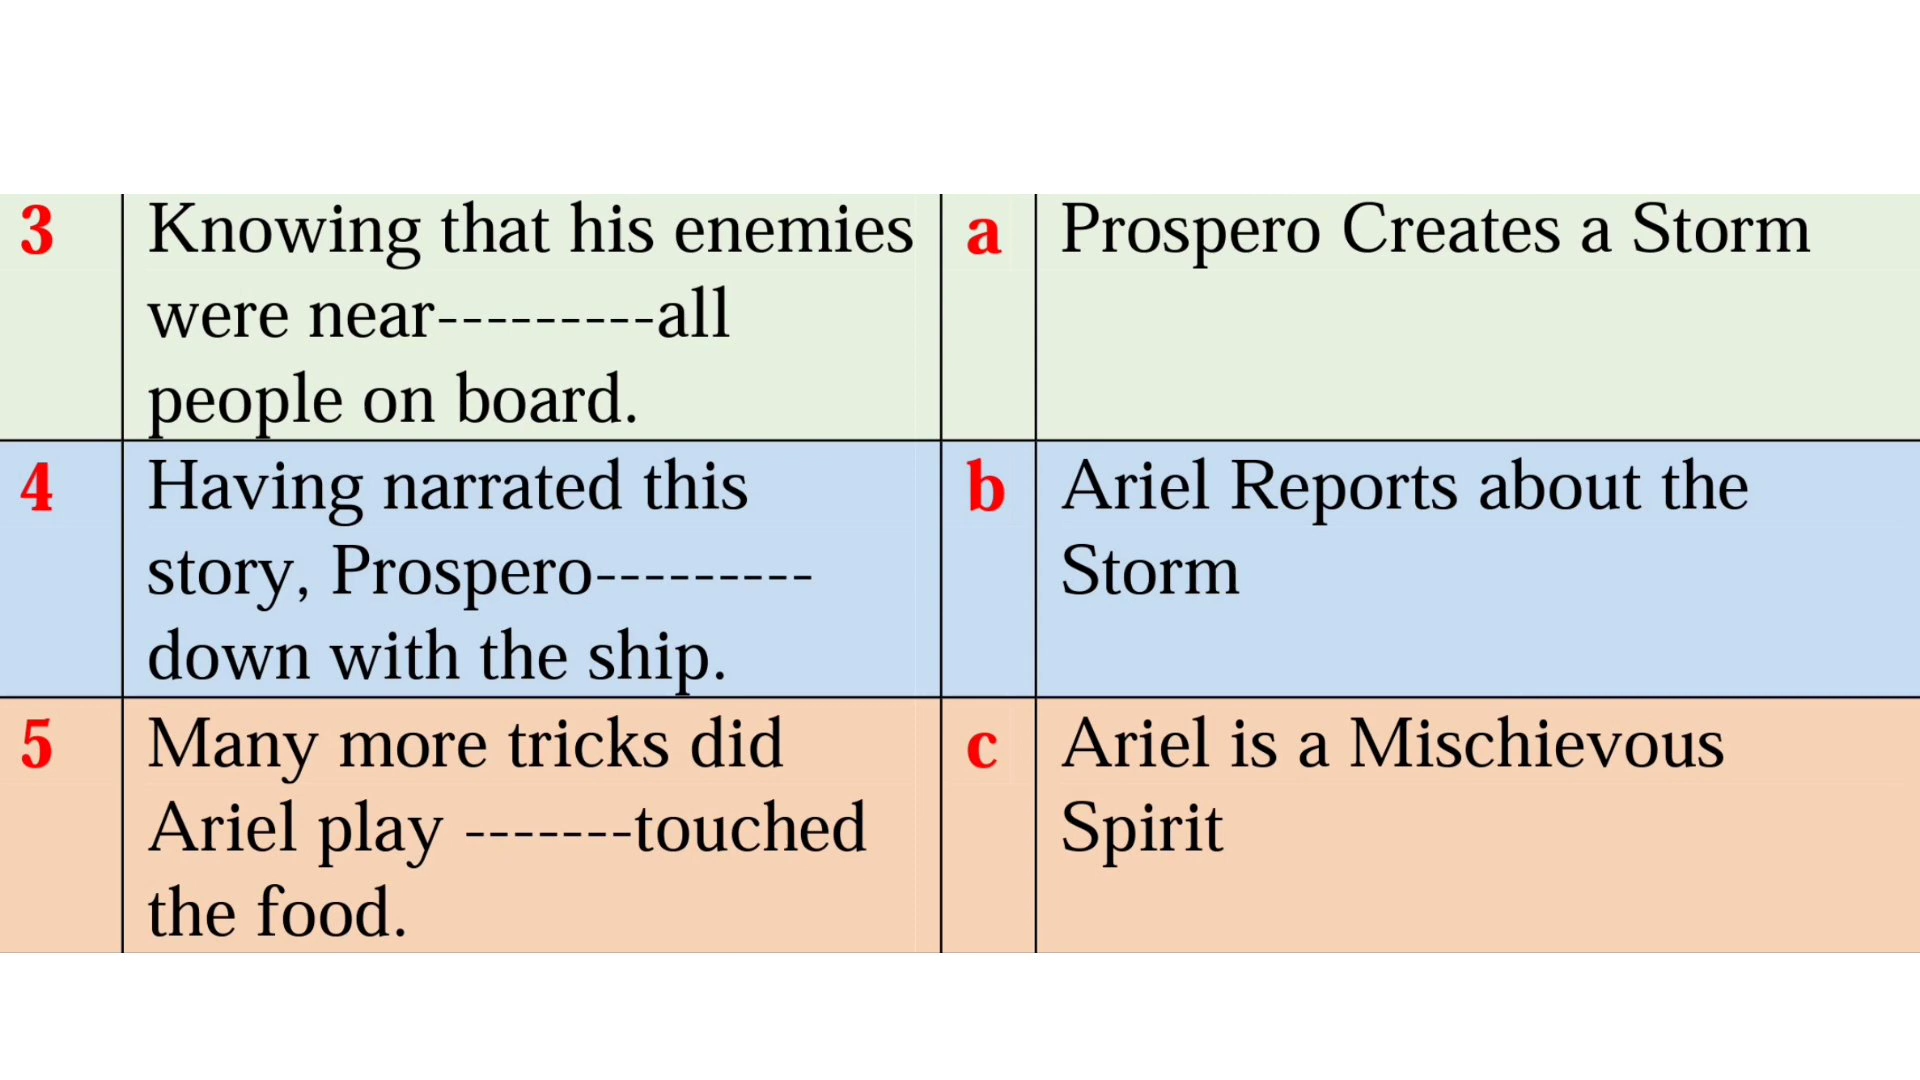 3 Knowing that his enemies a Prospero Creates a Storm
were near---------all
people on board.
4 Having narrated this b Ariel Reports about the
story, Prospero--------- Storm
down with the ship.
5 Many more tricks did c Ariel is a Mischievous
Ariel play -------touched Spirit
the food.